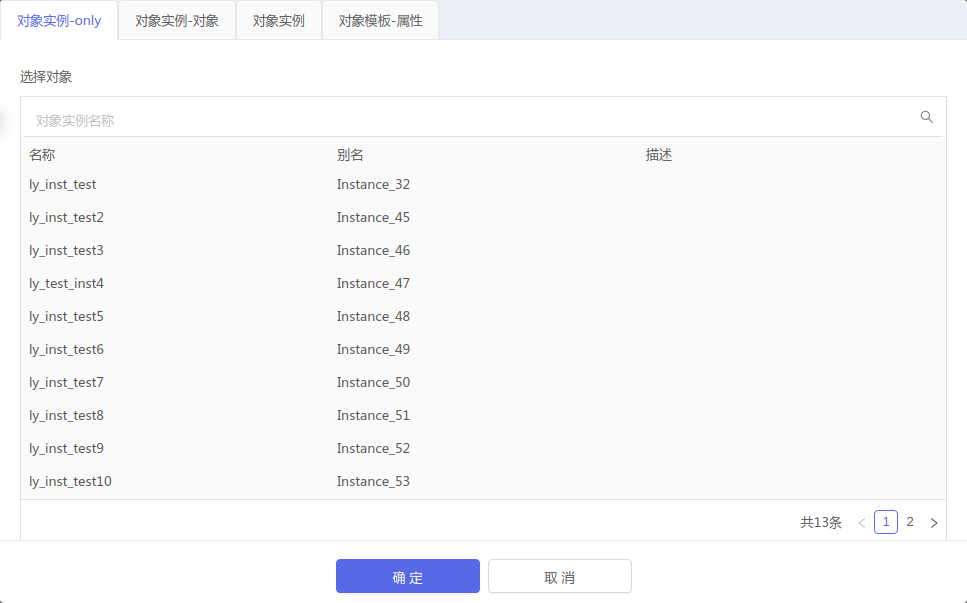 对象实例-only 对象实例-对象 对象实例 对象模板-属性
选择对象
对象实例名称
名称 别名 描述
ly_inst_test Instance_32
ly_inst_test2 Instance_45
ly_inst_test3 Instance_46
ly_test_inst4 Instance_47
ly_inst_test5 Instance_48
ly_inst_test6 Instance_49
ly_inst_test7 Instance_50
ly_inst_test8 Instance_51
ly_inst_test9 Instance_52
ly_inst_test10 Instance_53
共13条 < 1 2 >
确 定 取 消